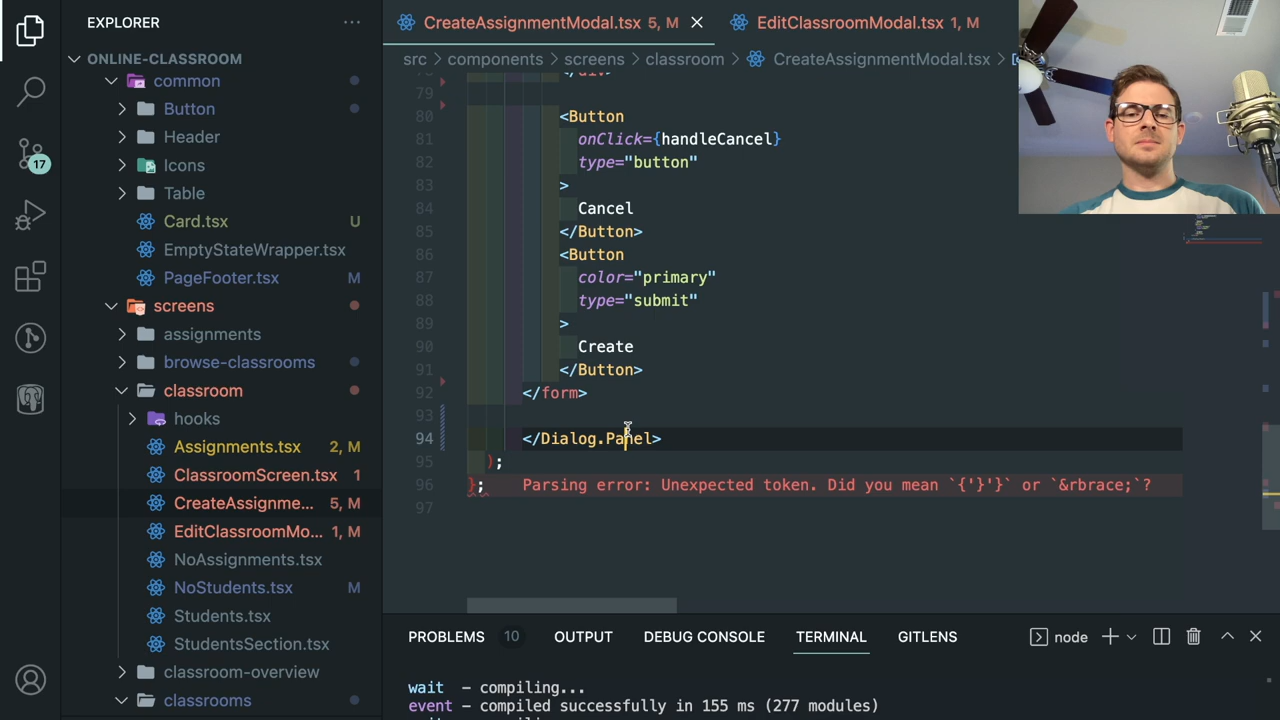 EXPLORER
...
ONLINE-CLASSROOM
common
Button
Header
Icons
Table
Card.tsx U
EmptyStateWrapper.tsx
PageFooter.tsx M
screens
assignments
browse-classrooms
classroom
hooks
Assignments.tsx 2, M
ClassroomScreen.tsx 1
CreateAssignme... 5, M
EditClassroomMo... 1, M
NoAssignments.tsx
NoStudents.tsx M
Students.tsx
StudentsSection.tsx
classroom-overview
classrooms
17
CreateAssignmentModal.tsx 5, M
EditClassroomModal.tsx 1, M
src > components > screens > classroom > CreateAssignmentModal.tsx >
78 </div>
79
80 <Button
81 onClick={handleCancel}
82 type="button"
83 >
84 Cancel
85 </Button>
86 <Button
87 color="primary"
88 type="submit"
89 >
90 Create
91 </Button>
92 </form>
93
94 </Dialog.Panel>
95 );
96 }; Parsing error: Unexpected token. Did you mean `{'}'}` or `&rbrace;`?
97
PROBLEMS 10 OUTPUT DEBUG CONSOLE TERMINAL GITLENS node
wait - compiling...
event - compiled successfully in 155 ms (277 modules)